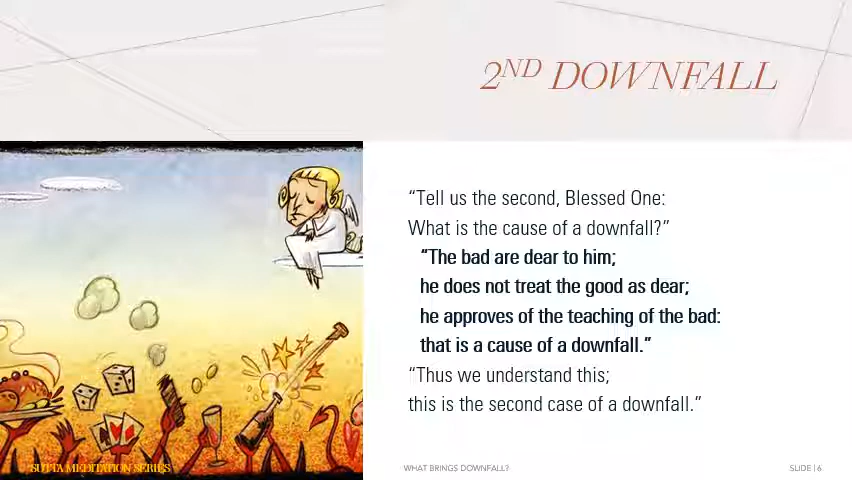 2ND DOWNFALL
“Tell us the second, Blessed One:
What is the cause of a downfall?”
“The bad are dear to him;
he does not treat the good as dear;
he approves of the teaching of the bad:
that is a cause of a downfall.”
“Thus we understand this;
this is the second case of a downfall.”
SUTTA MEDITATION SERIES
WHAT BRINGS DOWNFALL?
SLIDE | 6